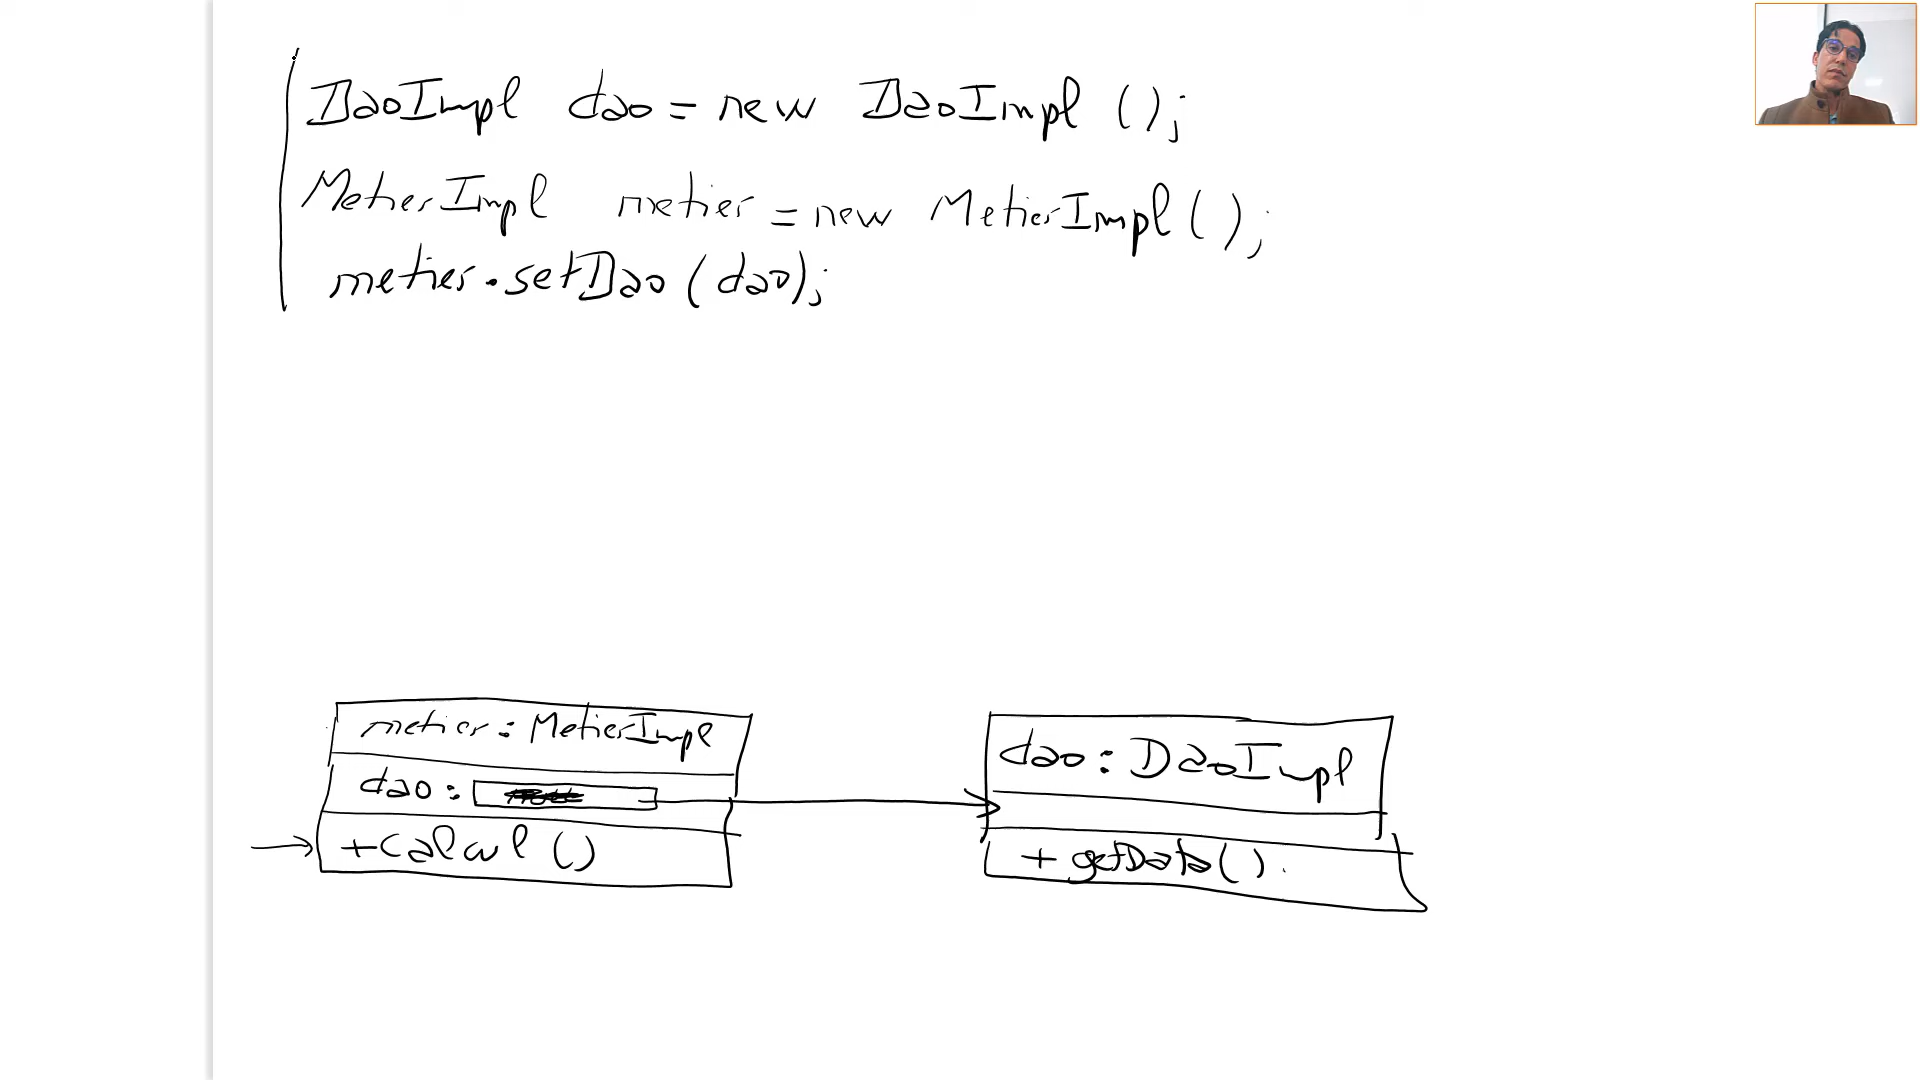 DaoImpl dao = new DaoImpl ();
MetierImpl metier = new MetierImpl ();
metier.setDao (dao);
metier : MetierImpl
dao :
+calcul ()
dao : DaoImpl
+ getData ().